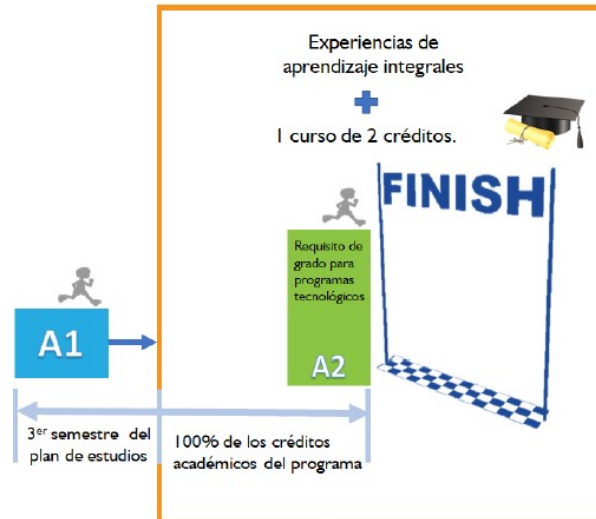 Experiencias de
aprendizaje integrales
+
1 curso de 2 créditos.
FINISH
Requisito de
grado para
programas
tecnológicos
A2
A1
3er semestre del
plan de estudios
100% de los créditos
académicos del programa